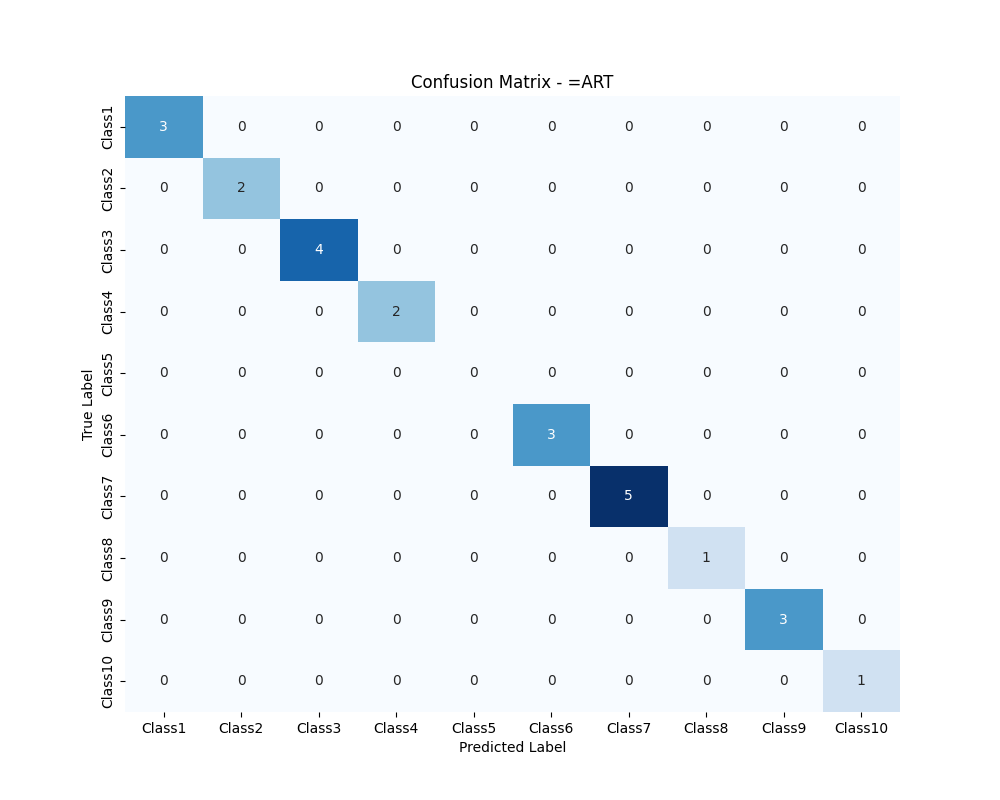 Confusion Matrix - =ART
Class1 3 0 0 0 0 0 0 0 0 0
Class2 0 2 0 0 0 0 0 0 0 0
Class3 0 0 4 0 0 0 0 0 0 0
Class4 0 0 0 2 0 0 0 0 0 0
Class5 0 0 0 0 0 0 0 0 0 0
True Label
Class6 0 0 0 0 0 3 0 0 0 0
Class7 0 0 0 0 0 0 5 0 0 0
Class8 0 0 0 0 0 0 0 1 0 0
Class9 0 0 0 0 0 0 0 0 3 0
Class10 0 0 0 0 0 0 0 0 0 1
Class1 Class2 Class3 Class4 Class5 Class6 Class7 Class8 Class9 Class10
Predicted Label